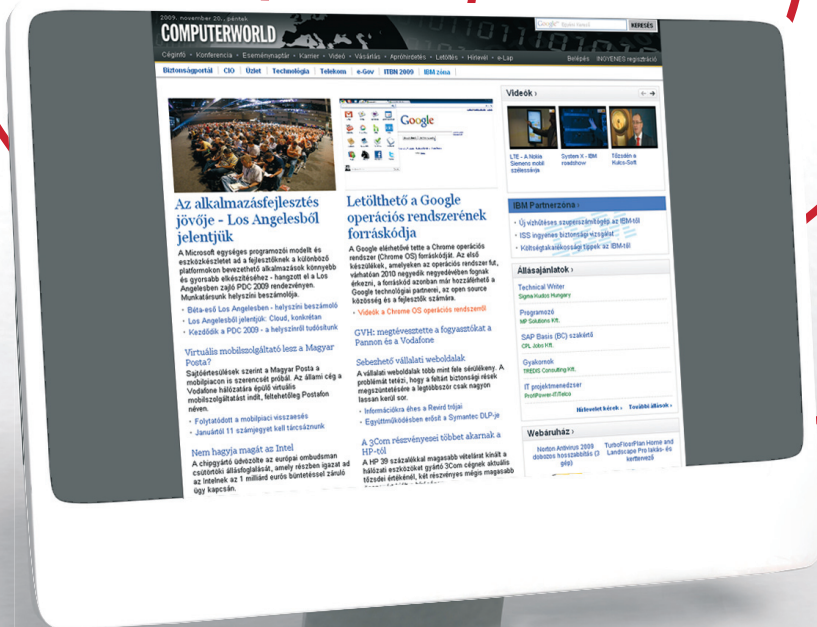 2009. november 20., péntek
COMPUTERWORLD
KERESÉS
Céginfó • Konferencia • Eseménynaptár • Karrier • Videó • Vásárlás • Apróhirdetés • Letöltés • Hírlevél • e-Lap
Belépés INGYENES regisztráció
Biztonságportál | CIO | Üzlet | Technológia | Telekom | e-Gov | ITBN 2009 | IBM zóna
Az alkalmazásfejlesztés
jövője - Los Angelesből
jelentjük
A Microsoft egységes programozói modellt és
eszközkészletet ad a fejlesztőknek a különböző
platformokon bevezethető alkalmazások könnyebb
és gyorsabb elkészítéséhez - hangzott el a Los
Angelesben zajló PDC 2009 rendezvényen.
Munkatársunk helyszíni beszámolója.
• Béta-eső Los Angelesben - helyszíni beszámoló
• Los Angelesből jelentjük: Cloud, konkrétan
• Kezdődik a PDC 2009 - a helyszínről tudósítunk
Virtuális mobilszolgáltató lesz a Magyar
Posta?
Sajtóértesülések szerint a Magyar Posta a
mobilpiacon is szerencsét próbál. Az állami cég a
Vodafone hálózatára épülő virtuális
mobilszolgáltatást indít, feltehetőleg Postafon
néven.
• Folytatódott a mobilpiaci visszaesés
• Januártól 11 számjegyet kell tárcsáznunk
Nem hagyja magát az Intel
A chipgyártó üdvözölte az európai ombudsman
csütörtöki állásfoglalását, amely részben igazat ad
az Intelnek az 1 milliárd eurós büntetéssel záruló
ügy kapcsán.
Google
Letölthető a Google
operációs rendszerének
forráskódja
A Google elérhetővé tette a Chrome operációs
rendszer (Chrome OS) forráskódját. Az első
készülékek, amelyeken az operációs rendszer fut,
várhatóan 2010 negyedik negyedévében fognak
érkezni, a forráskód azonban már hozzáférhető a
Google technológiai partnerei, az open source
közösség és a fejlesztők számára.
• Videók a Chrome OS operációs rendszerről
GVH: megtévesztette a fogyasztókat a
Pannon és a Vodafone
Sebezhető vállalati weboldalak
A vállalati weboldalak több mint fele sérülékeny. A
problémát tetézi, hogy a feltárt biztonsági rések
megszüntetésére a legtöbbször csak nagyon
lassan kerül sor.
• Információkra éhes a Revird trójai
• Együttműködésben erősít a Symantec DLP-je
A 3Com részvényesei többet akarnak a
HP-tól
A HP 39 százalékkal magasabb vételárat kínált a
hálózati eszközöket gyártó 3Com cégnek aktuális
tőzsdei értékénél, két részvényes mégis magasabb
Videók ›
LTE - A Nokia
Siemens mobil
szélessávja
System X - IBM
roadshow
Tőzsdén a
Kulcs-Soft
IBM Partnerzóna ›
• Új vízhűtéses szuperszámítógép az IBM-től
• ISS ingyenes biztonsági vizsgálat
• Költségtakalékossági tippek az IBM-től
Állásajánlatok ›
Technical Writer
Sigma Kudos Hungary
Programozó
MP Solutions Kft.
SAP Basis (BC) szakértő
CPL Jobs Kft.
Gyakornok
TREDIS Consulting Kft.
IT projektmenedzser
ProfiPower-IT/Telco
Hírlevelet kérek › További állások ›
Webáruház ›
Norton Antivirus 2009
dobozos hosszabbítás (3
gép)
TurboFloorPlan Home and
Landscape Pro lakás- és
kerttervező